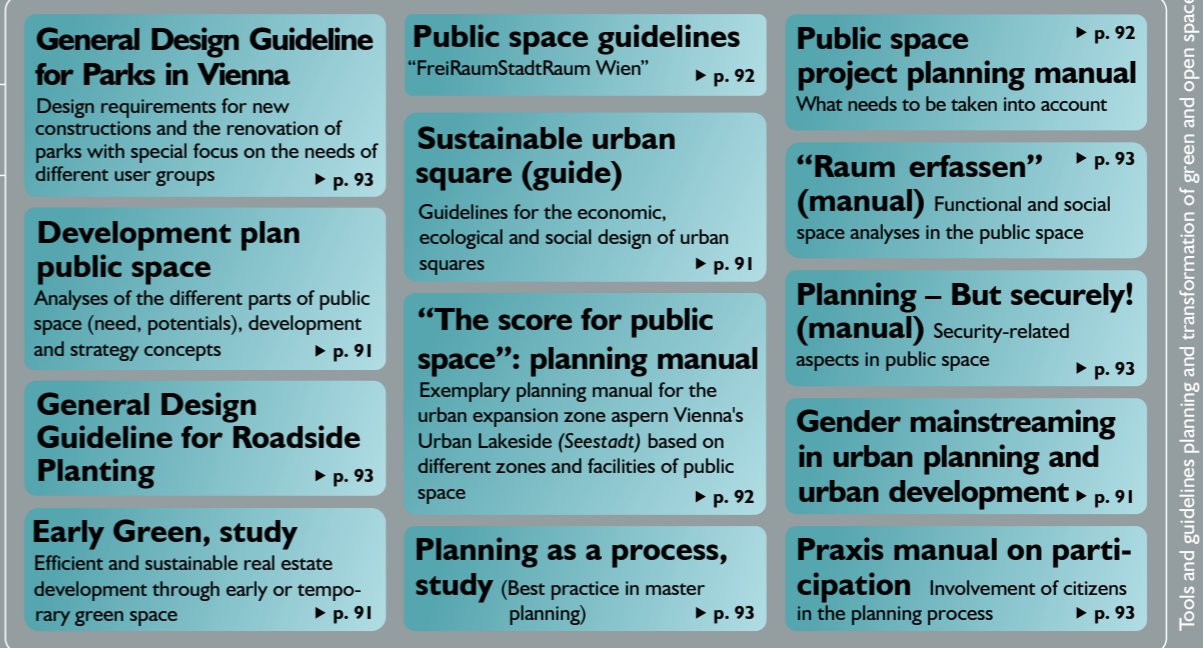 General Design Guideline
for Parks in Vienna
Design requirements for new
constructions and the renovation of
parks with special focus on the needs of
different user groups ▶ p. 93
Development plan
public space
Analyses of the different parts of public
space (need, potentials), development
and strategy concepts ▶ p. 91
General Design
Guideline for Roadside
Planting ▶ p. 93
Early Green, study
Efficient and sustainable real estate
development through early or tempo-
rary green space ▶ p. 91
Public space guidelines
“FreiRaumStadtRaum Wien” ▶ p. 92
Sustainable urban
square (guide)
Guidelines for the economic,
ecological and social design of urban
squares ▶ p. 91
“The score for public
space”: planning manual
Exemplary planning manual for the
urban expansion zone aspern Vienna's
Urban Lakeside (Seestadt) based on
different zones and facilities of public
space ▶ p. 92
Planning as a process,
study (Best practice in master
planning) ▶ p. 93
Public space ▶ p. 92
project planning manual
What needs to be taken into account
“Raum erfassen” ▶ p. 93
(manual) Functional and social
space analyses in the public space
Planning – But securely!
(manual) Security-related
aspects in public space ▶ p. 93
Gender mainstreaming
in urban planning and
urban development ▶ p. 91
Praxis manual on parti-
cipation Involvement of citizens
in the planning process ▶ p. 93
Tools and guidelines planning and transformation of green and open space